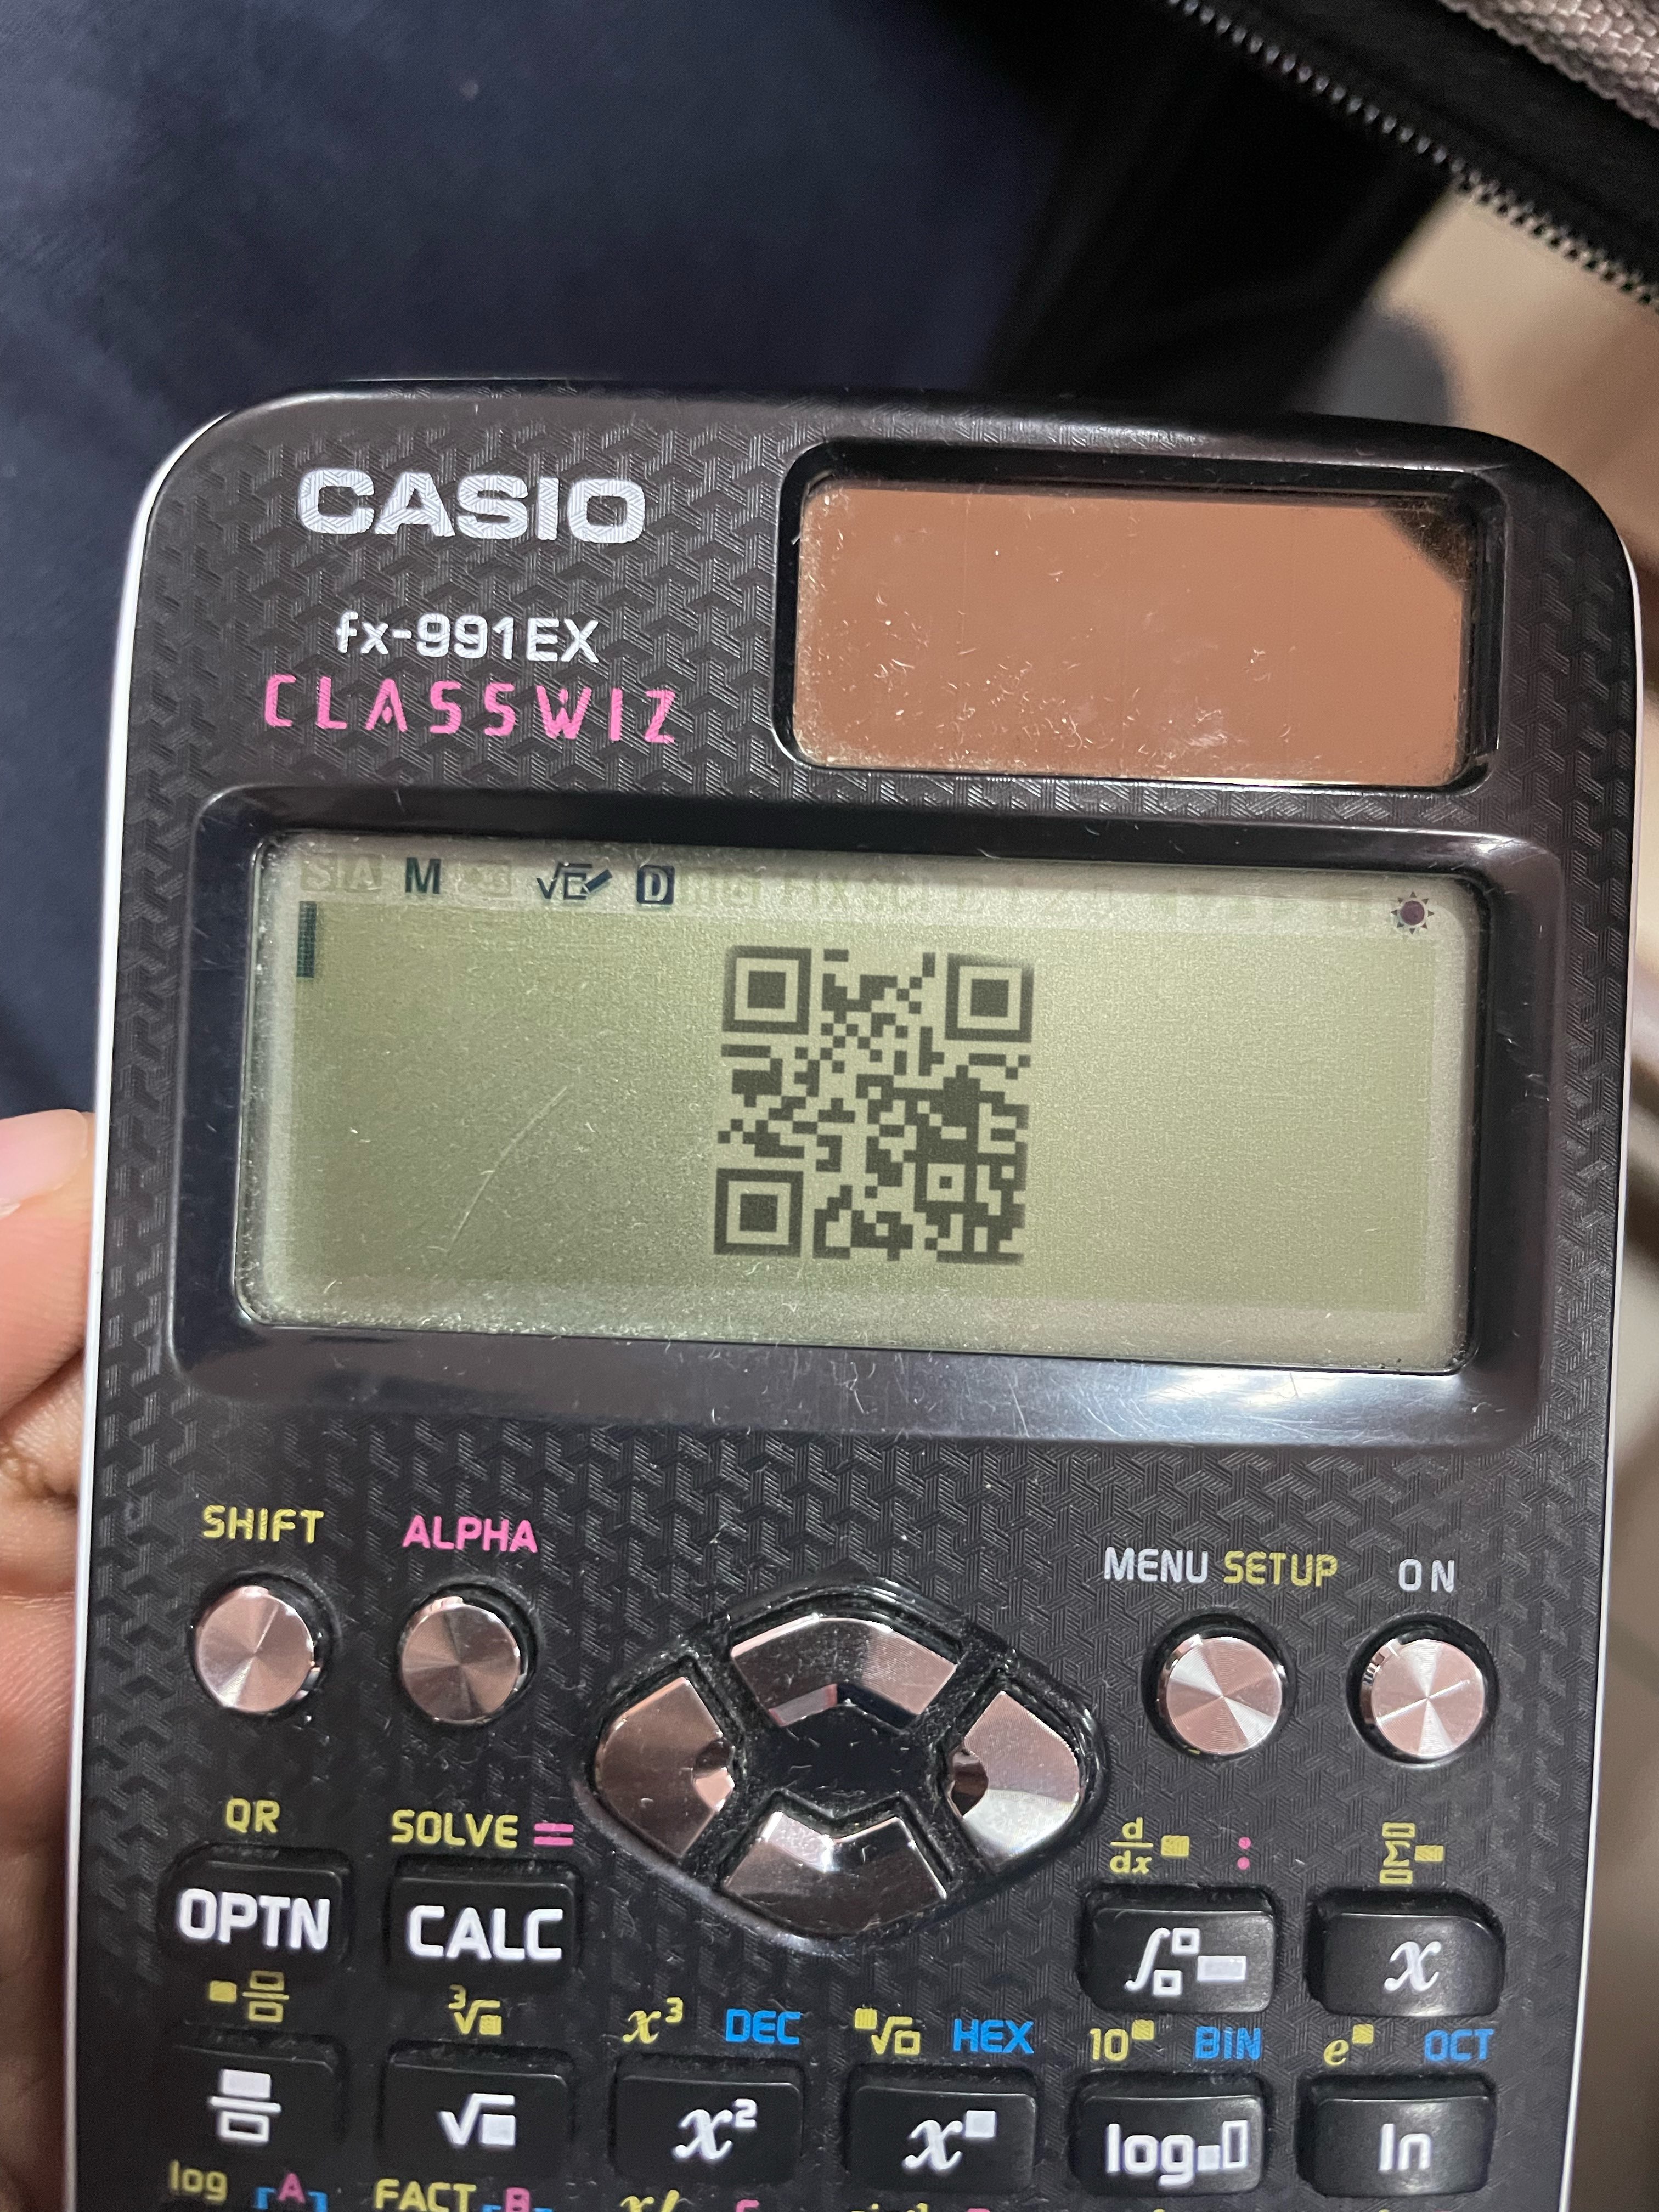 CASIO
fx-991EX
CLASSWIZ
M √ D
SHIFT ALPHA MENU SETUP ON
QR SOLVE = d/dx :  Σ
OPTN CALC ∫ x
³√ x³ DEC √ HEX 10 BIN e OCT
√ x² x log ln
log A FACT B